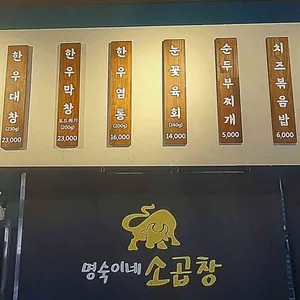 한우대창
(230g)
23,000
한우막창
(200g)
23,000
한우염통
(200g)
16,000
눈꽃육회
(140g)
14,000
순두부찌개
5,000
치즈볶음밥
6,000
명숙이네 소곱창